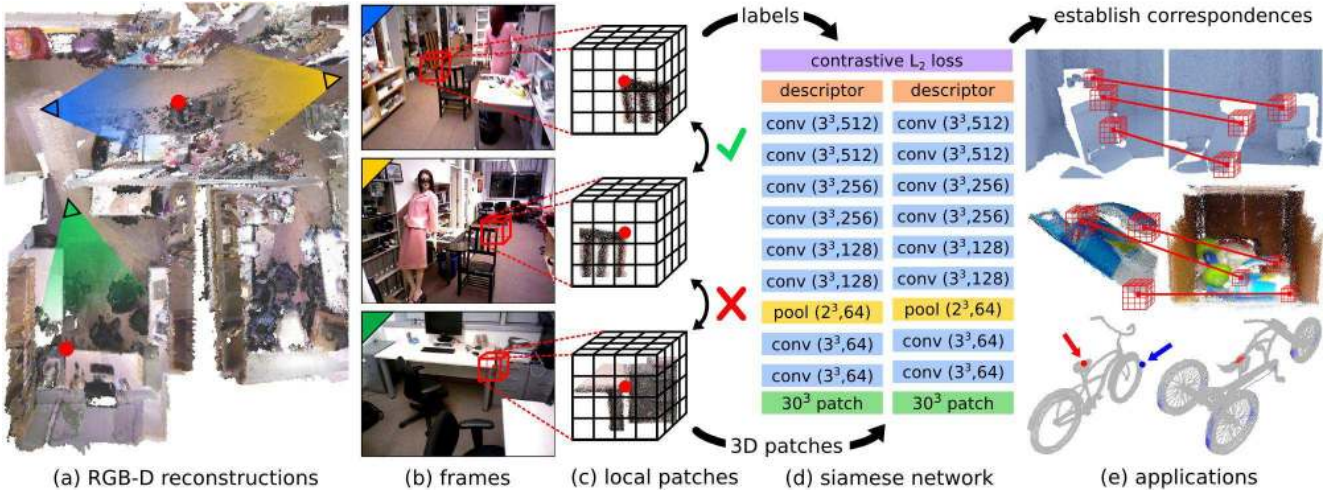 labels
establish correspondences
contrastive L₂ loss
descriptor descriptor
conv (3³,512) conv (3³,512)
conv (3³,512) conv (3³,512)
conv (3³,256) conv (3³,256)
conv (3³,256) conv (3³,256)
conv (3³,128) conv (3³,128)
conv (3³,128) conv (3³,128)
pool (2³,64) pool (2³,64)
conv (3³,64) conv (3³,64)
conv (3³,64) conv (3³,64)
30³ patch 30³ patch
3D patches
(a) RGB-D reconstructions
(b) frames
(c) local patches
(d) siamese network
(e) applications